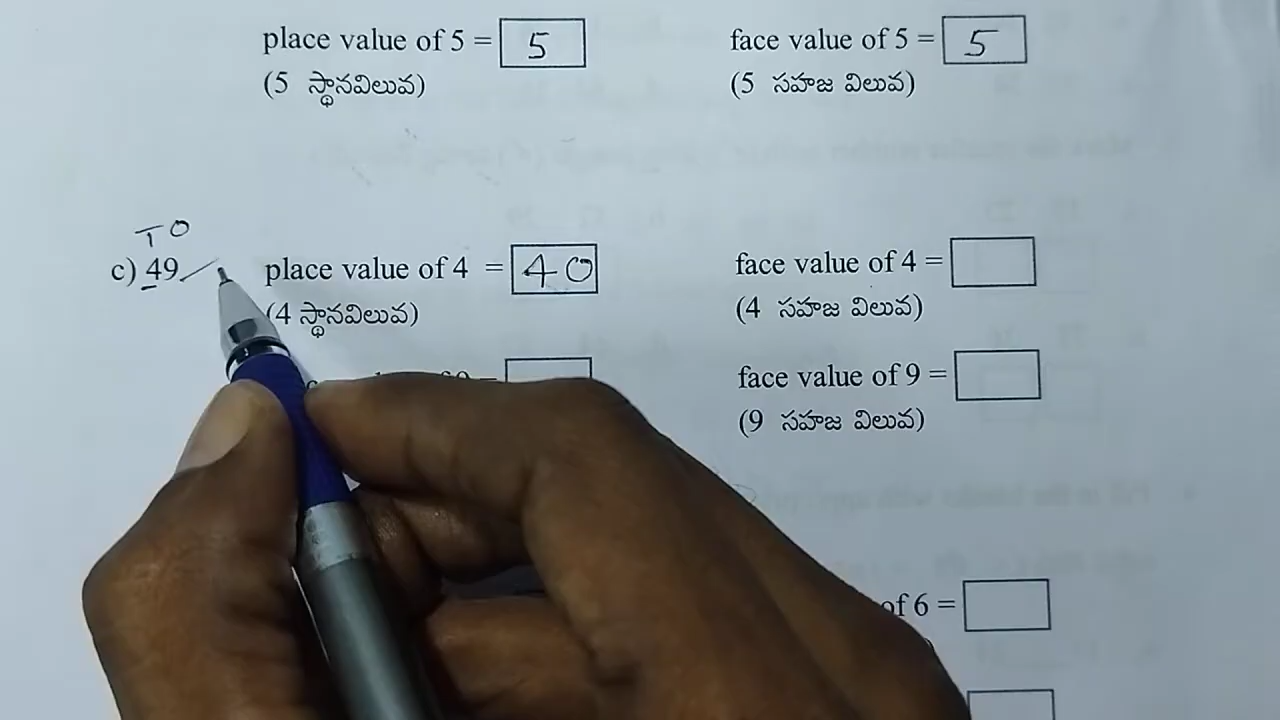 place value of 5 = 5 face value of 5 = 5
(5 స్థానవిలువ) (5 సహజ విలువ)
T O
c) 49 place value of 4 = 40 face value of 4 =
(4 స్థానవిలువ) (4 సహజ విలువ)
face value of 9 =
(9 సహజ విలువ)
of 6 =